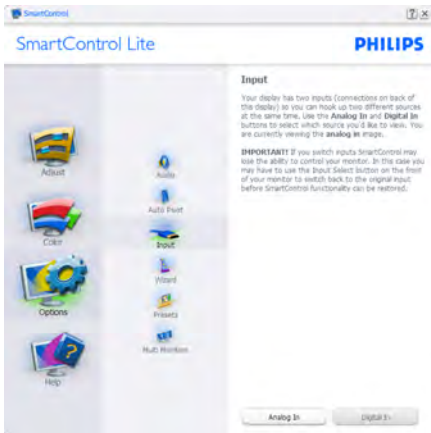 SmartControl
SmartControl Lite
PHILIPS
Adjust
Color
Options
Help
Audio
Auto Pivot
Input
Wizard
Presets
Multi Monitors
Input
Your display has two inputs (connections on back of
the display) so you can hook up two different sources
at the same time. Use the Analog In and Digital In
buttons to select which source you'd like to view. You
are currently viewing the analog in image.
IMPORTANT! If you switch inputs SmartControl may
lose the ability to control your monitor. In this case you
may have to use the Input Select button on the front
of your monitor to switch back to the original input
before SmartControl functionality can be restored.
Analog In
Digital In